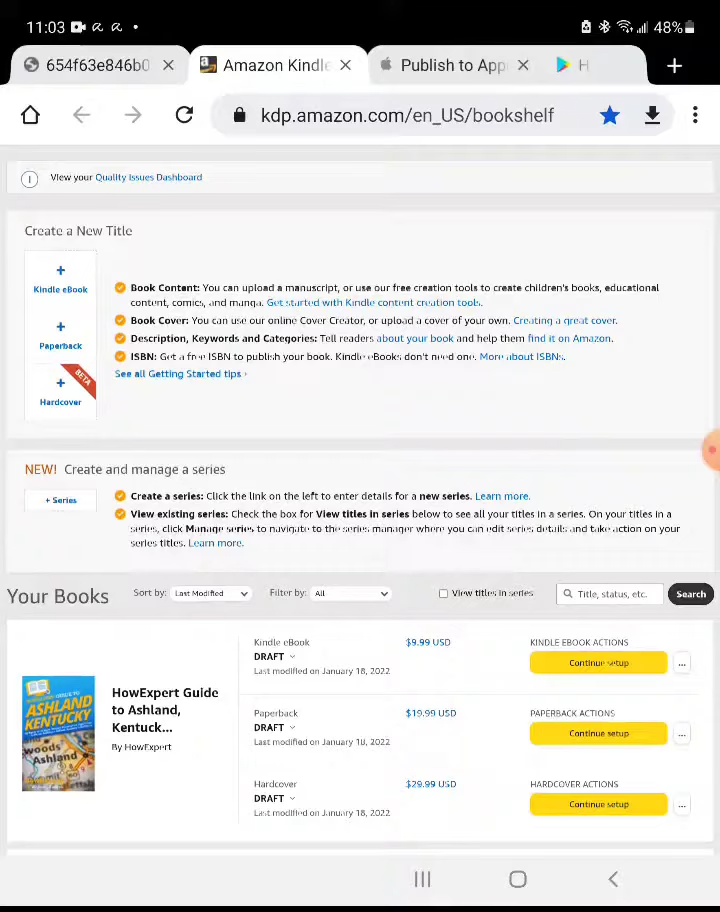 11:03
48%
654f63e846b0
Amazon Kindle
Publish to App
H
kdp.amazon.com/en_US/bookshelf
View your Quality Issues Dashboard
Create a New Title
Kindle eBook
Paperback
BETA
Hardcover
Book Content: You can upload a manuscript, or use our free creation tools to create children's books, educational
content, comics, and manga. Get started with Kindle content creation tools.
Book Cover: You can use our online Cover Creator, or upload a cover of your own. Creating a great cover.
Description, Keywords and Categories: Tell readers about your book and help them find it on Amazon.
ISBN: Get a free ISBN to publish your book. Kindle eBooks don't need one. More about ISBNs.
See all Getting Started tips ›
NEW! Create and manage a series
+ Series
Create a series: Click the link on the left to enter details for a new series. Learn more.
View existing series: Check the box for View titles in series below to see all your titles in a series. On your titles in a
series, click Manage series to navigate to the series manager where you can edit series details and take action on your
series titles. Learn more.
Your Books
Sort by: Last Modified
Filter by: All
View titles in series
Title, status, etc.
Search
ASHLAND
KENTUCKY
woods
Ashland
HowExpert Guide
to Ashland,
Kentuck...
By HowExpert
Kindle eBook
DRAFT
Last modified on January 18, 2022
$9.99 USD
KINDLE EBOOK ACTIONS
Continue setup
...
Paperback
DRAFT
Last modified on January 18, 2022
$19.99 USD
PAPERBACK ACTIONS
Continue setup
...
Hardcover
DRAFT
Last modified on January 18, 2022
$29.99 USD
HARDCOVER ACTIONS
Continue setup
...